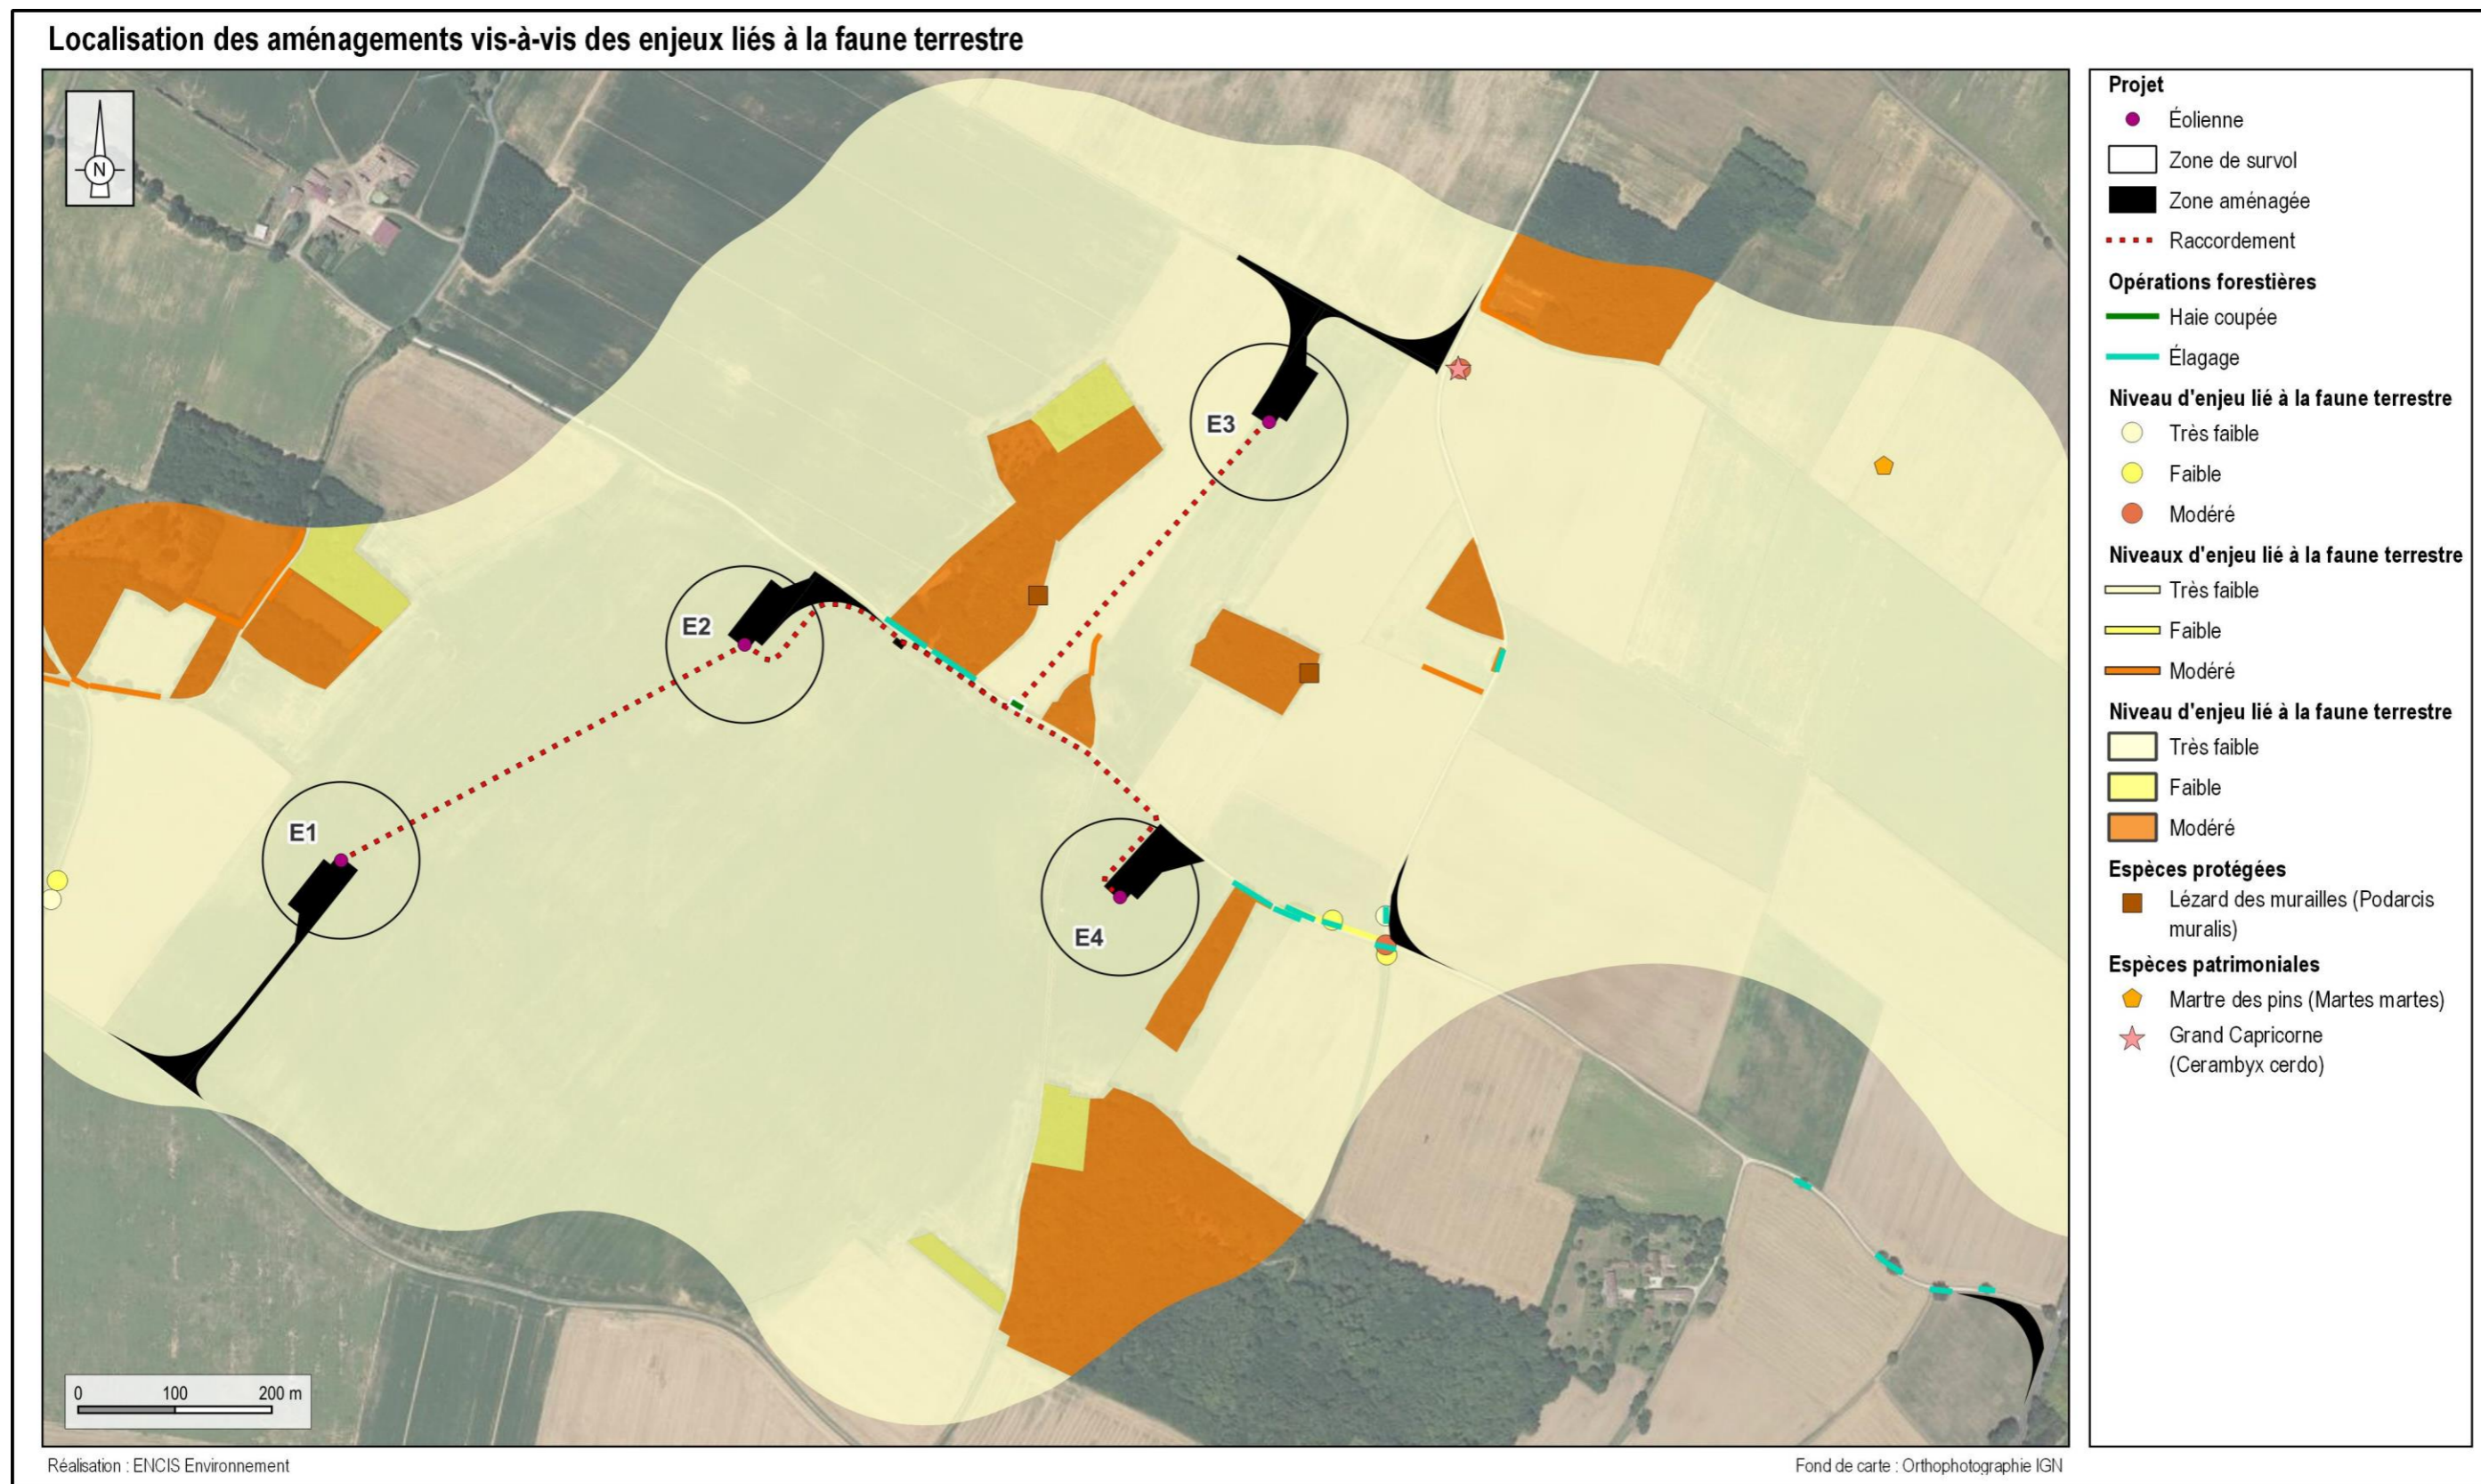 Localisation des aménagements vis-à-vis des enjeux liés à la faune terrestre
N
E3
E2
E1
E4
0 100 200 m
Projet
Éolienne
Zone de survol
Zone aménagée
Raccordement
Opérations forestières
Haie coupée
Élagage
Niveau d'enjeu lié à la faune terrestre
Très faible
Faible
Modéré
Niveaux d'enjeu lié à la faune terrestre
Très faible
Faible
Modéré
Niveau d'enjeu lié à la faune terrestre
Très faible
Faible
Modéré
Espèces protégées
Lézard des murailles (Podarcis
muralis)
Espèces patrimoniales
Martre des pins (Martes martes)
Grand Capricorne
(Cerambyx cerdo)
Réalisation : ENCIS Environnement
Fond de carte : Orthophotographie IGN